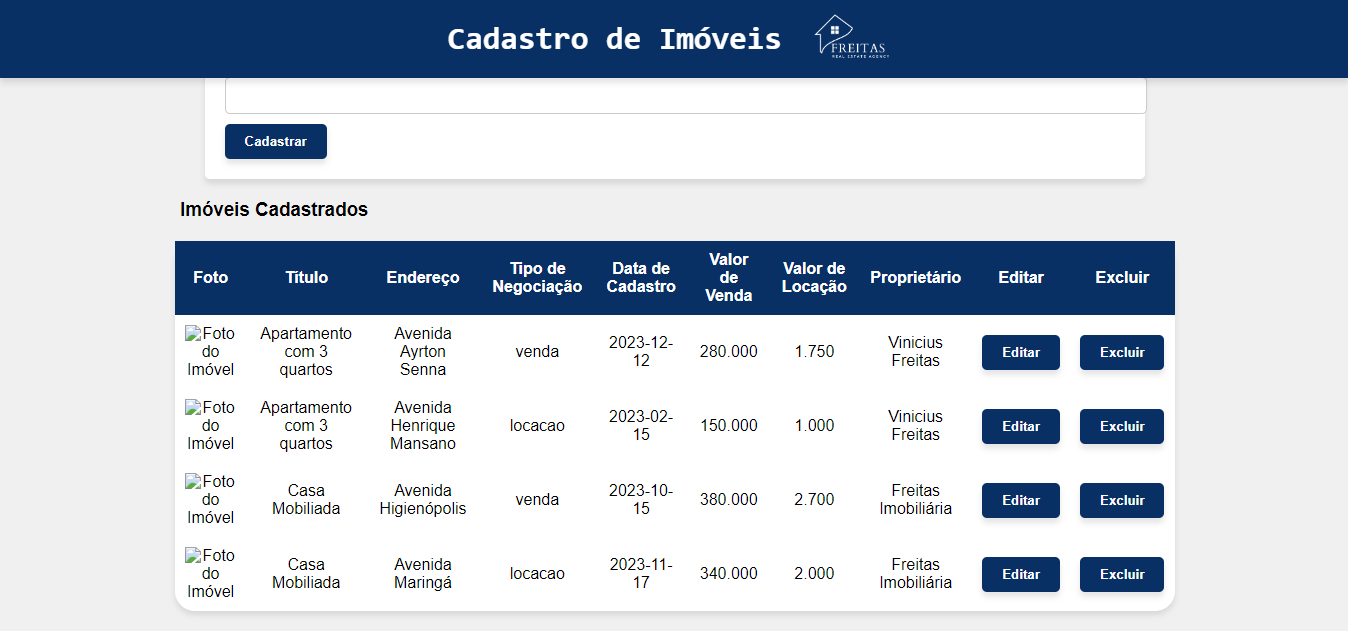 Cadastro de Imóveis
FREITAS
REAL ESTATE AGENCY
Cadastrar
Imóveis Cadastrados
Foto
Título
Endereço
Tipo de
Negociação
Data de
Cadastro
Valor
de
Venda
Valor de
Locação
Proprietário
Editar
Excluir
Foto
do
Imóvel
Apartamento
com 3
quartos
Avenida
Ayrton
Senna
venda
2023-12-
12
280.000
1.750
Vinicius
Freitas
Editar
Excluir
Foto
do
Imóvel
Apartamento
com 3
quartos
Avenida
Henrique
Mansano
locacao
2023-02-
15
150.000
1.000
Vinicius
Freitas
Editar
Excluir
Foto
do
Imóvel
Casa
Mobiliada
Avenida
Higienópolis
venda
2023-10-
15
380.000
2.700
Freitas
Imobiliária
Editar
Excluir
Foto
do
Imóvel
Casa
Mobiliada
Avenida
Maringá
locacao
2023-11-
17
340.000
2.000
Freitas
Imobiliária
Editar
Excluir